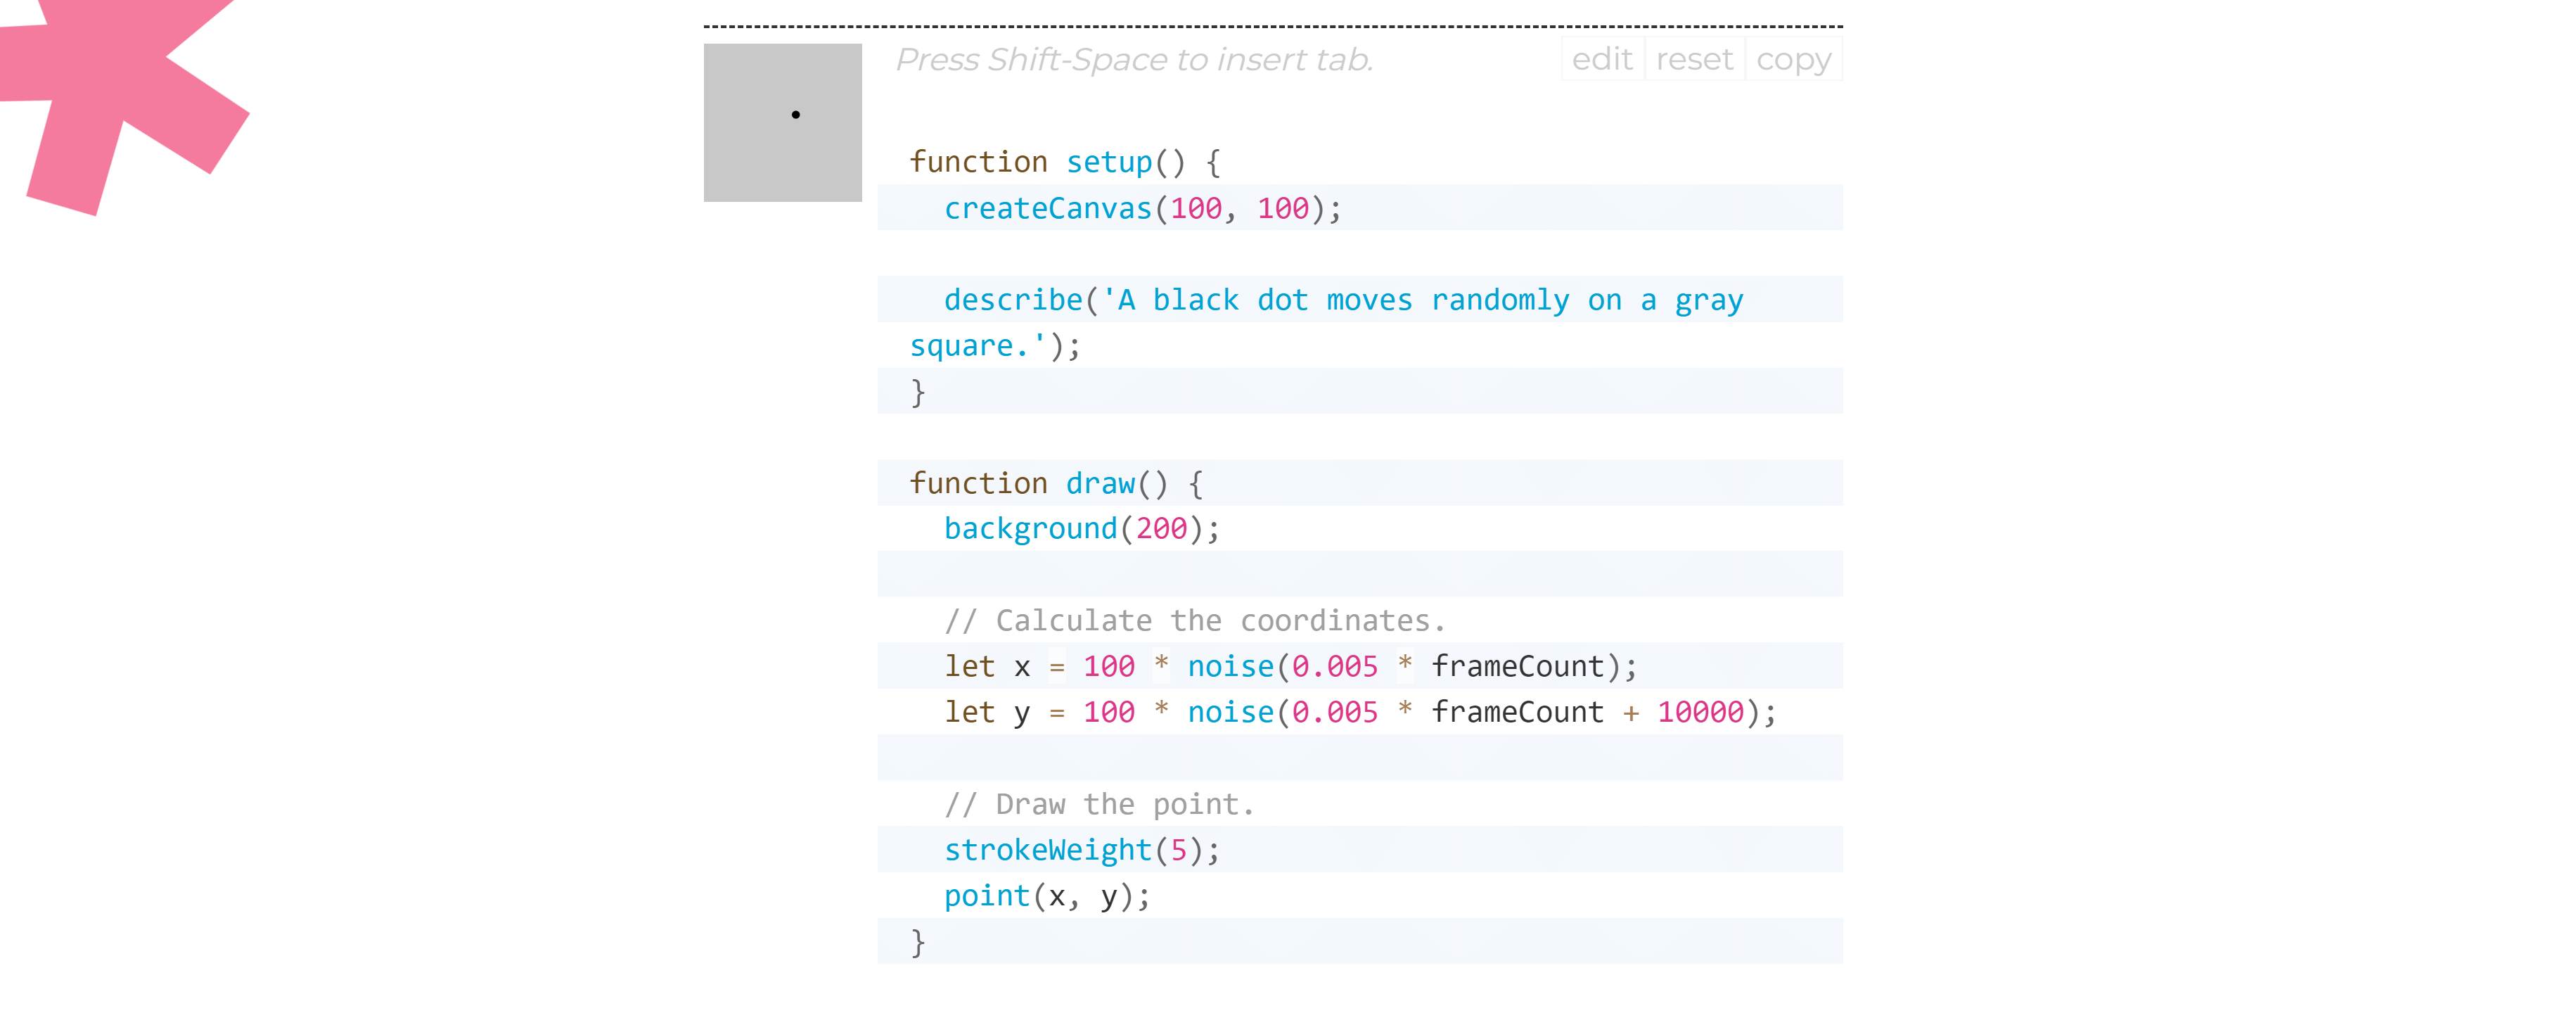 Press Shift-Space to insert tab.
edit reset copy
function setup() {
  createCanvas(100, 100);
  describe('A black dot moves randomly on a gray
square.');
}
function draw() {
  background(200);
  // Calculate the coordinates.
  let x = 100 * noise(0.005 * frameCount);
  let y = 100 * noise(0.005 * frameCount + 10000);
  // Draw the point.
  strokeWeight(5);
  point(x, y);
}